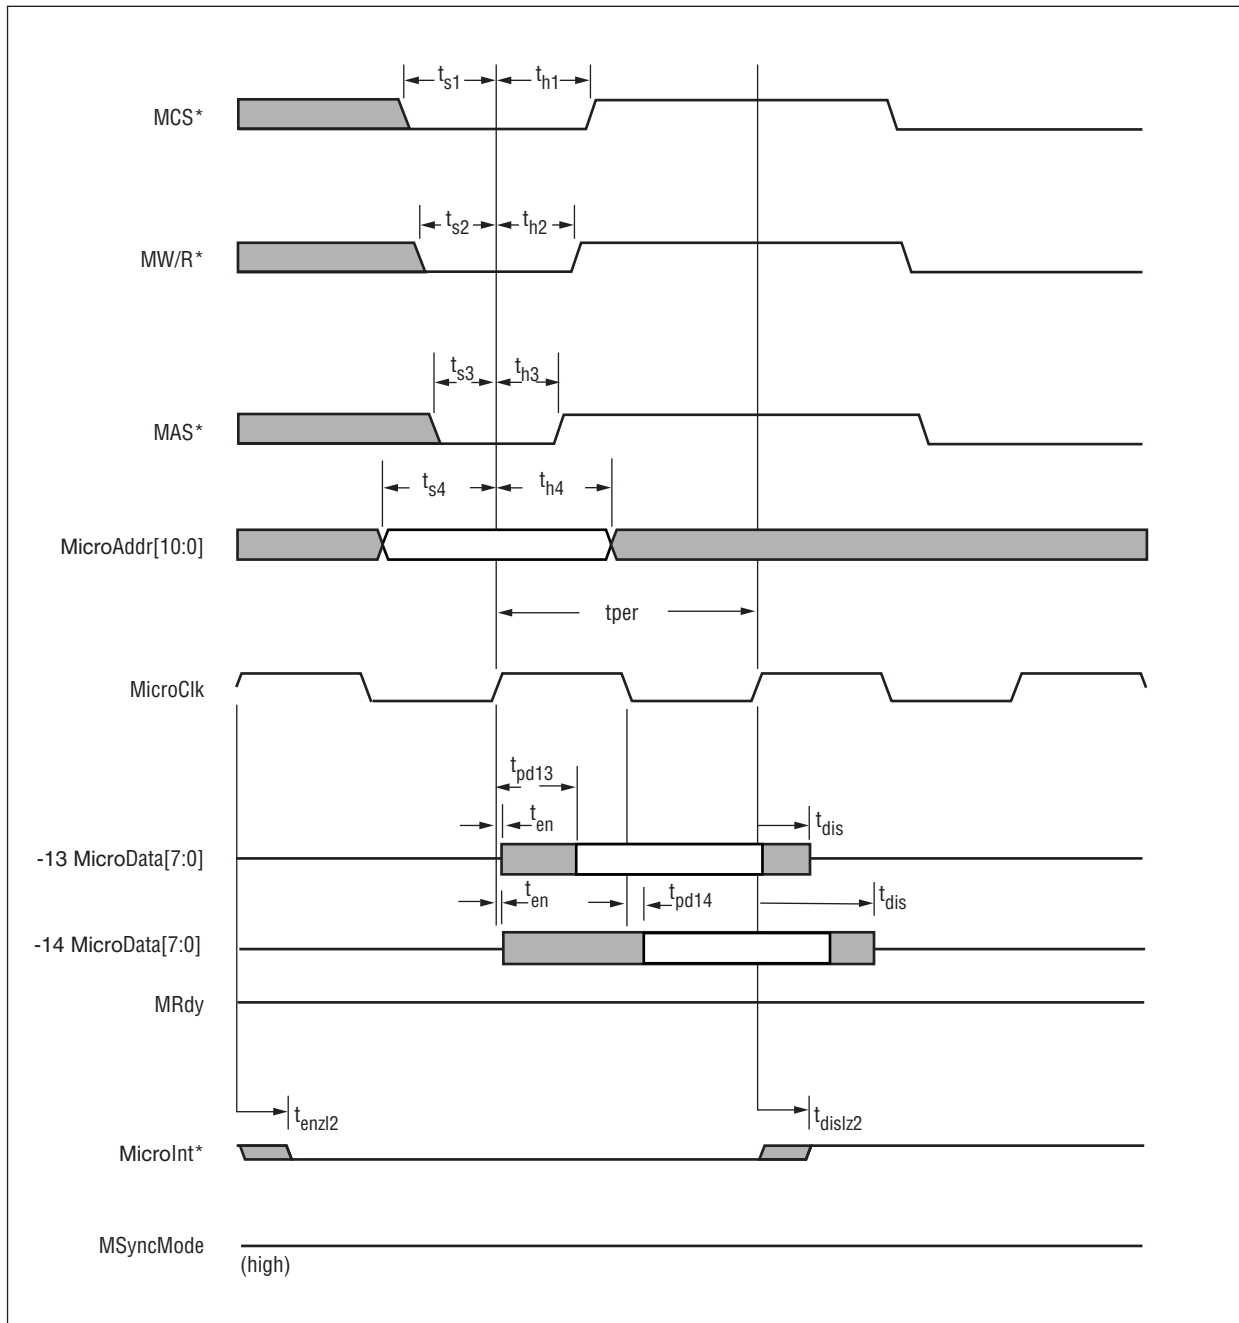 ts1 th1
MCS*
ts2 th2
MW/R*
ts3 th3
MAS*
ts4 th4
MicroAddr[10:0]
tper
MicroClk
tpd13
ten tdis
-13 MicroData[7:0]
ten tpd14 tdis
-14 MicroData[7:0]
MRdy
tenzl2 tdislz2
MicroInt*
MSyncMode
(high)